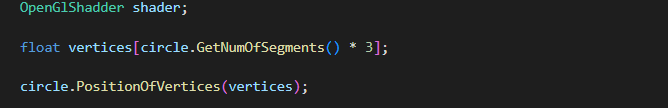 OpenGlShadder shader;
float vertices[circle.GetNumOfSegments() * 3];
circle.PositionOfVertices(vertices);